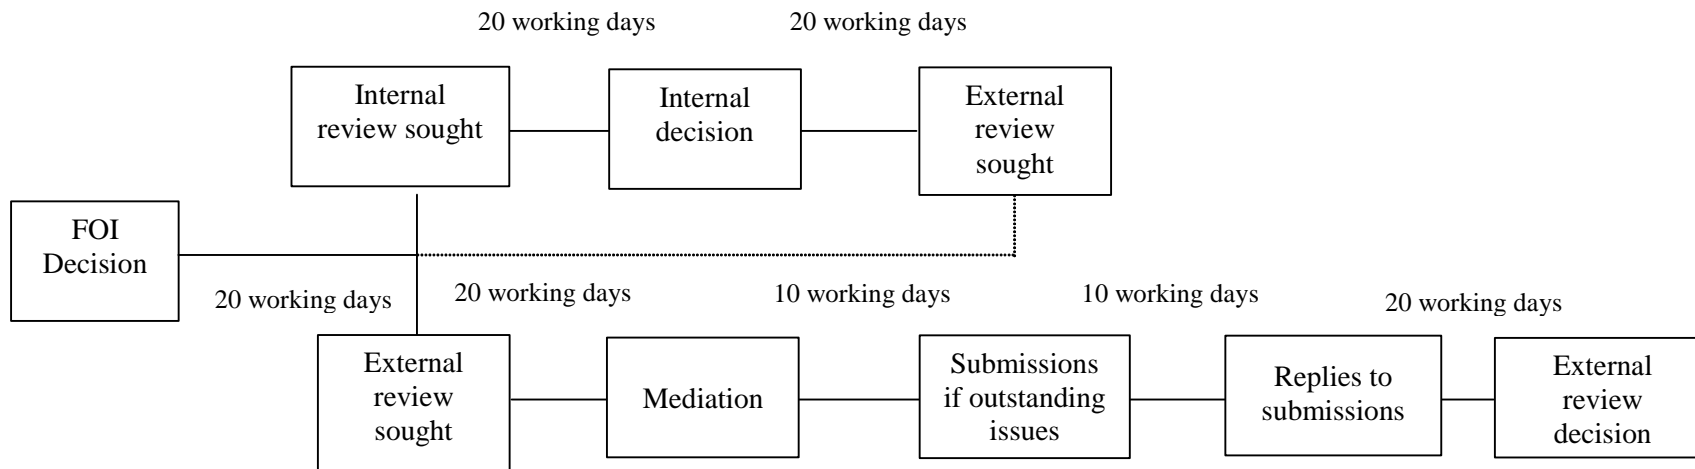 20 working days
20 working days
Internal
review sought
Internal
decision
External
review
sought
FOI
Decision
20 working days
20 working days
10 working days
10 working days
20 working days
External
review
sought
Mediation
Submissions
if outstanding
issues
Replies to
submissions
External
review
decision